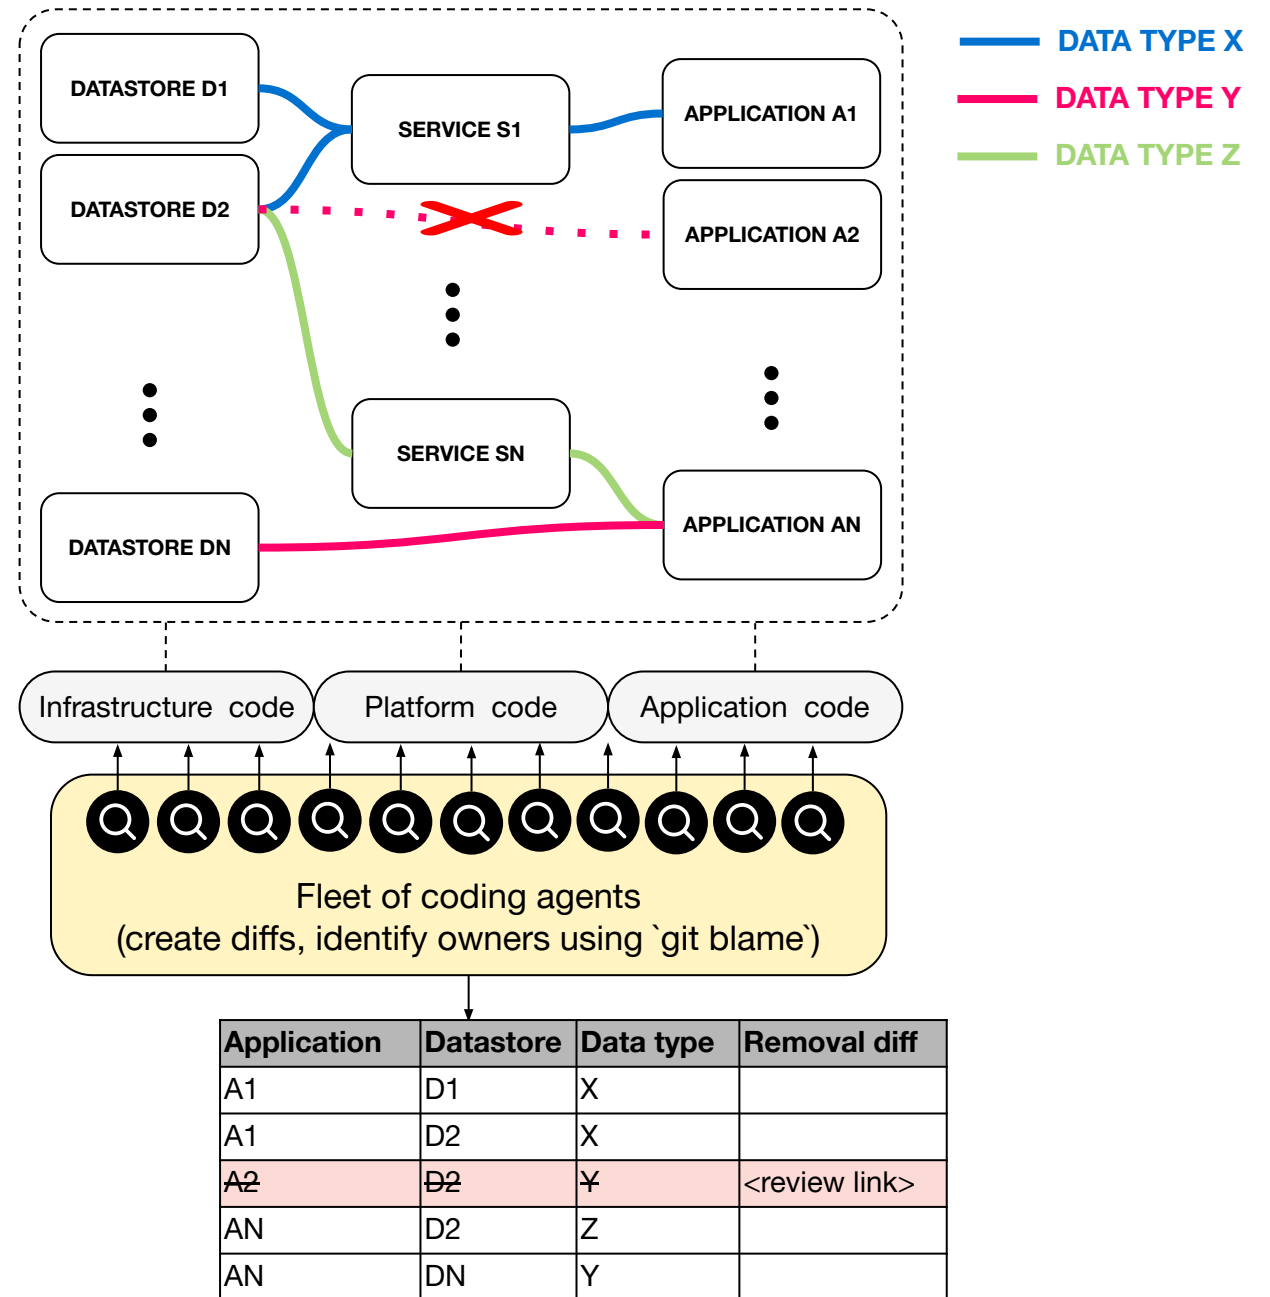 DATA TYPE X
DATA TYPE Y
DATA TYPE Z
DATASTORE D1
SERVICE S1
APPLICATION A1
DATASTORE D2
APPLICATION A2
SERVICE SN
DATASTORE DN
APPLICATION AN
Infrastructure code
Platform code
Application code
Fleet of coding agents
(create diffs, identify owners using `git blame`)
Application Datastore Data type Removal diff
A1 D1 X
A1 D2 X
A2 D2 Y <review link>
AN D2 Z
AN DN Y